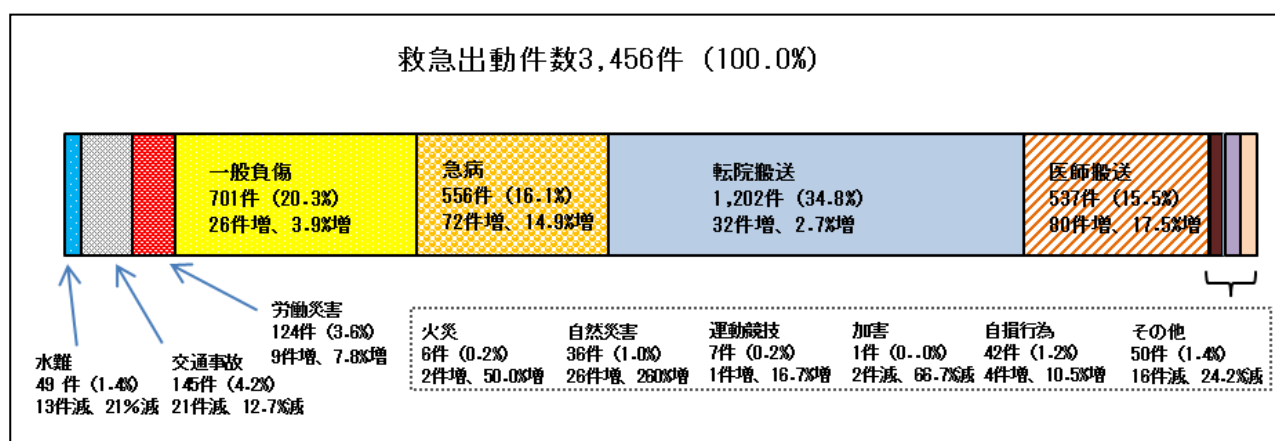 救急出動件数3,456件 (100.0%)
一般負傷
701件 (20.3%)
26件増、3.9%増
急病
556件 (16.1%)
72件増、14.9%増
転院搬送
1,202件 (34.8%)
32件増、2.7%増
医師搬送
537件 (15.5%)
80件増、17.5%増
水難
49 件 (1.4%)
13件減、21%減
交通事故
145件 (4.2%)
21件減、12.7%減
労働災害
124件 (3.6%)
9件増、7.8%増
火災
6件 (0.2%)
2件増、50.0%増
自然災害
36件 (1.0%)
26件増、260%増
運動競技
7件 (0.2%)
1件増、16.7%増
加害
1件 (0..0%)
2件減、66.7%減
自損行為
42件 (1.2%)
4件増、10.5%増
その他
50件 (1.4%)
16件減、24.2%減